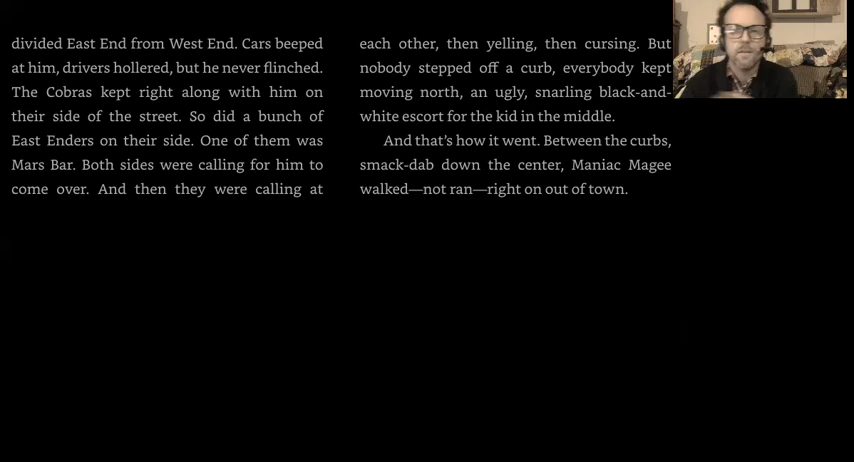 divided East End from West End. Cars beeped
at him, drivers hollered, but he never flinched.
The Cobras kept right along with him on
their side of the street. So did a bunch of
East Enders on their side. One of them was
Mars Bar. Both sides were calling for him to
come over. And then they were calling at
each other, then yelling, then cursing. But
nobody stepped off a curb, everybody kept
moving north, an ugly, snarling black-and-
white escort for the kid in the middle.
And that’s how it went. Between the curbs,
smack-dab down the center, Maniac Magee
walked—not ran—right on out of town.